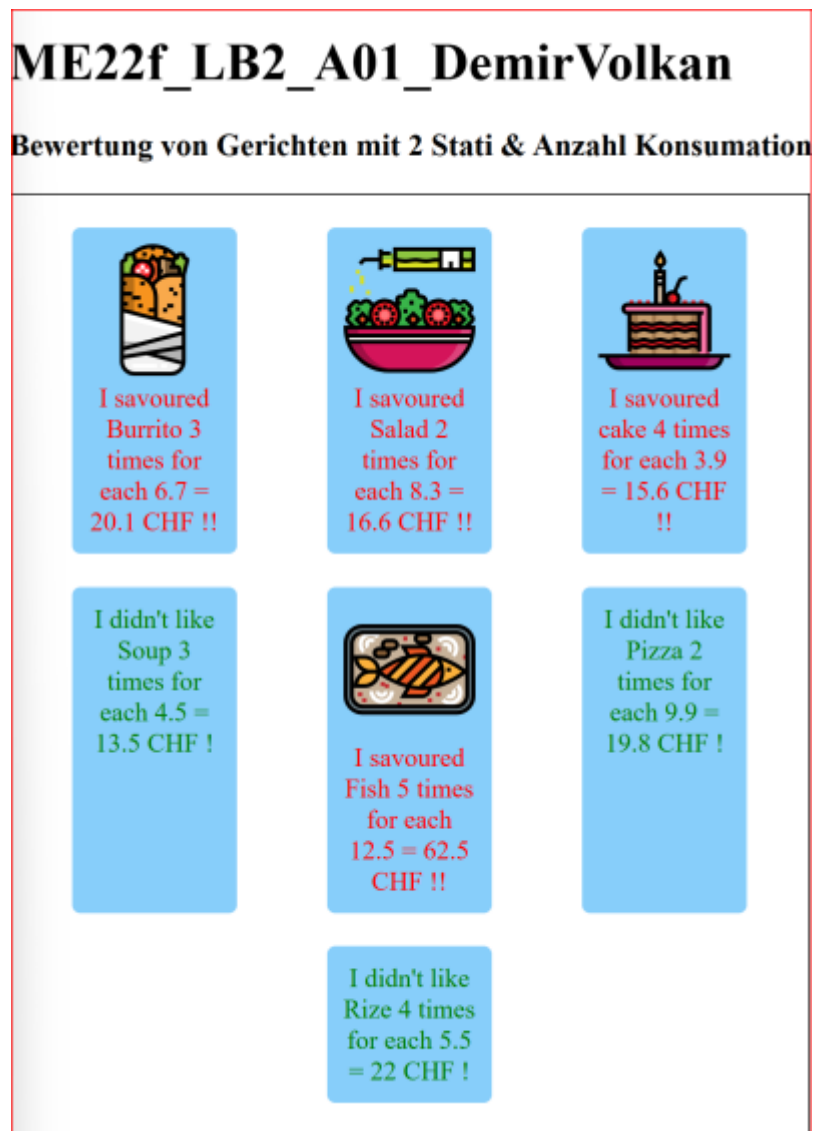 ME22f_LB2_A01_DemirVolkan
Bewertung von Gerichten mit 2 Stati & Anzahl Konsumation
I savoured
Burrito 3
times for
each 6.7 =
20.1 CHF !!
I savoured
Salad 2
times for
each 8.3 =
16.6 CHF !!
I savoured
cake 4 times
for each 3.9
= 15.6 CHF
!!
I didn't like
Soup 3
times for
each 4.5 =
13.5 CHF !
I savoured
Fish 5 times
for each
12.5 = 62.5
CHF !!
I didn't like
Pizza 2
times for
each 9.9 =
19.8 CHF !
I didn't like
Rize 4 times
for each 5.5
= 22 CHF !